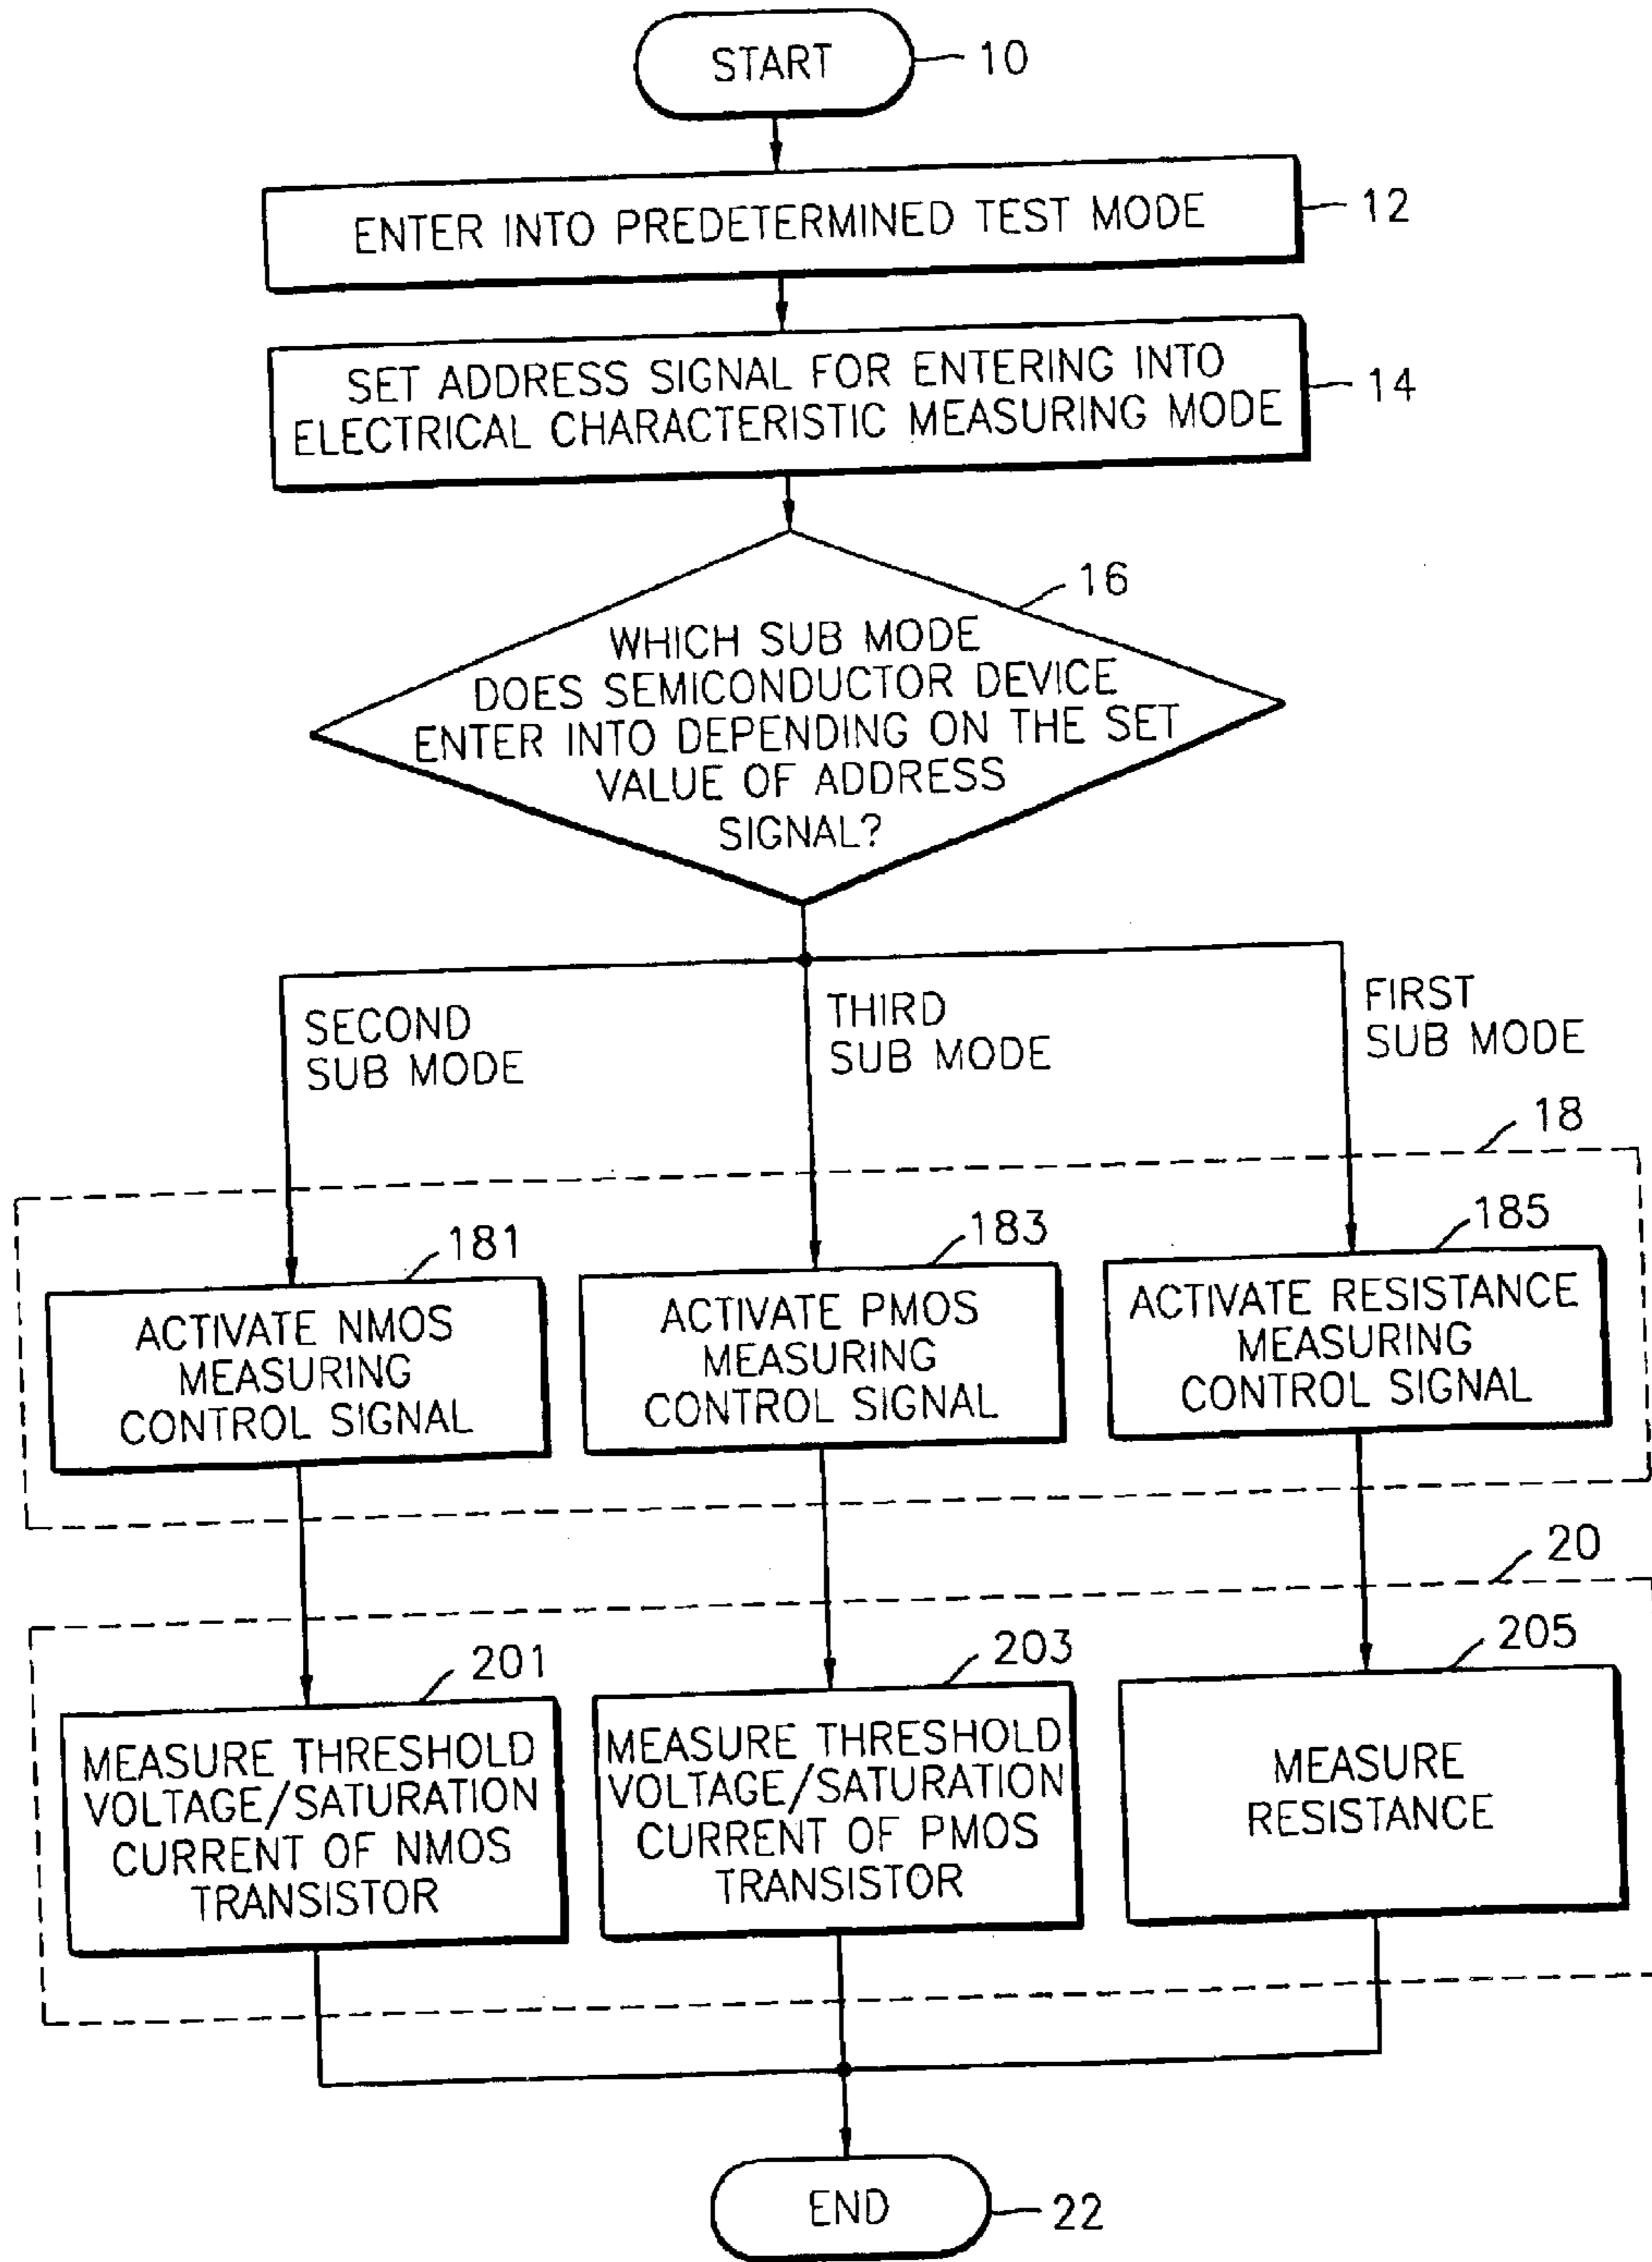 START
10
ENTER INTO PREDETERMINED TEST MODE
12
SET ADDRESS SIGNAL FOR ENTERING INTO
ELECTRICAL CHARACTERISTIC MEASURING MODE
14
16
WHICH SUB MODE
DOES SEMICONDUCTOR DEVICE
ENTER INTO DEPENDING ON THE SET
VALUE OF ADDRESS
SIGNAL?
SECOND
SUB MODE
THIRD
SUB MODE
FIRST
SUB MODE
18
181
ACTIVATE NMOS
MEASURING
CONTROL SIGNAL
183
ACTIVATE PMOS
MEASURING
CONTROL SIGNAL
185
ACTIVATE RESISTANCE
MEASURING
CONTROL SIGNAL
20
201
MEASURE THRESHOLD
VOLTAGE/SATURATION
CURRENT OF NMOS
TRANSISTOR
203
MEASURE THRESHOLD
VOLTAGE/SATURATION
CURRENT OF PMOS
TRANSISTOR
205
MEASURE
RESISTANCE
END
22